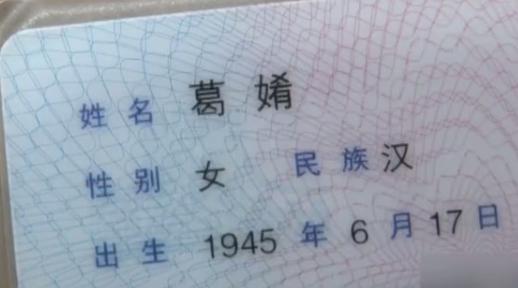 姓名 葛婧
性别 女 民族 汉
出生 1945 年 6 月 17 日